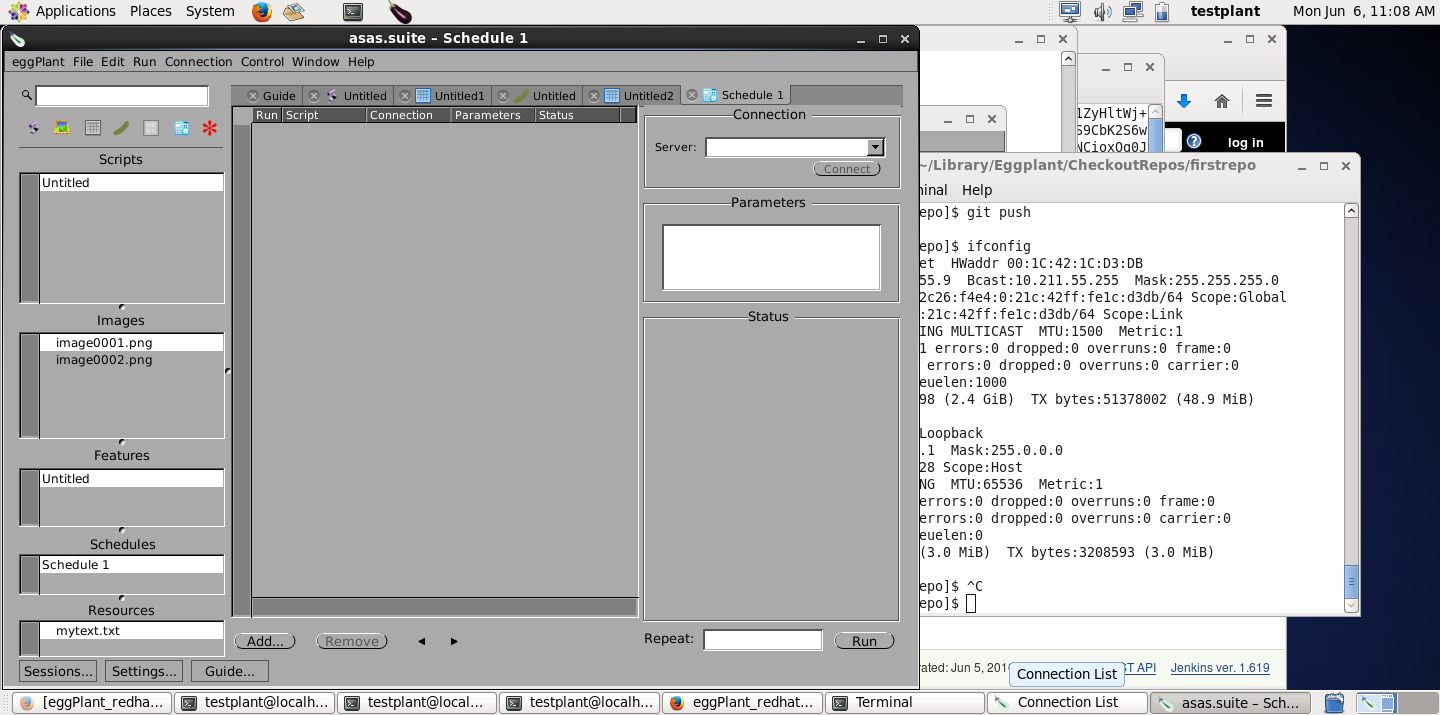 Applications Places System
testplant Mon Jun 6, 11:08 AM
asas.suite – Schedule 1
eggPlant File Edit Run Connection Control Window Help
Guide Untitled Untitled1 Untitled Untitled2 Schedule 1
Run Script Connection Parameters Status
Scripts
Untitled
Images
image0001.png
image0002.png
Features
Untitled
Schedules
Schedule 1
Resources
mytext.txt
Sessions... Settings... Guide...
Add... Remove
Connection
Server:
Connect
Parameters
Status
Repeat: Run
1ZyHltWj+
S9CbK2S6w
log in
~/Library/Eggplant/CheckoutRepos/firstrepo
inal Help
epo]$ git push
epo]$ ifconfig
et HWaddr 00:1C:42:1C:D3:DB
55.9 Bcast:10.211.55.255 Mask:255.255.255.0
2c26:f4e4:0:21c:42ff:fe1c:d3db/64 Scope:Global
:21c:42ff:fe1c:d3db/64 Scope:Link
ING MULTICAST MTU:1500 Metric:1
1 errors:0 dropped:0 overruns:0 frame:0
errors:0 dropped:0 overruns:0 carrier:0
euelen:1000
98 (2.4 GiB) TX bytes:51378002 (48.9 MiB)
Loopback
.1 Mask:255.0.0.0
28 Scope:Host
NG MTU:65536 Metric:1
errors:0 dropped:0 overruns:0 frame:0
errors:0 dropped:0 overruns:0 carrier:0
euelen:0
(3.0 MiB) TX bytes:3208593 (3.0 MiB)
epo]$ ^C
epo]$
rated: Jun 5, 201 ST API Jenkins ver. 1.619
Connection List
[eggPlant_redha... testplant@localh... testplant@local... testplant@localh... eggPlant_redhat... Terminal Connection List asas.suite – Sch...